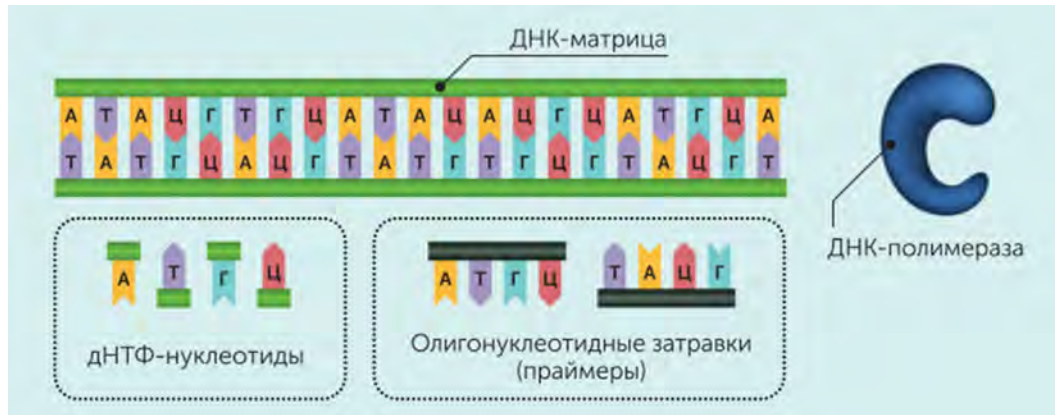 ДНК-матрица
А Т А Ц Г Т Г Ц А Т А Ц А Ц Г Ц А Т Г Ц А
Т А Т Г Ц А Ц Г Т А Т Г Т Г Ц Г Т А Ц Г Т
ДНК-полимераза
А Т Г Ц
дНТФ-нуклеотиды
А Т Г Ц
Т А Ц Г
Олигонуклеотидные затравки
(праймеры)